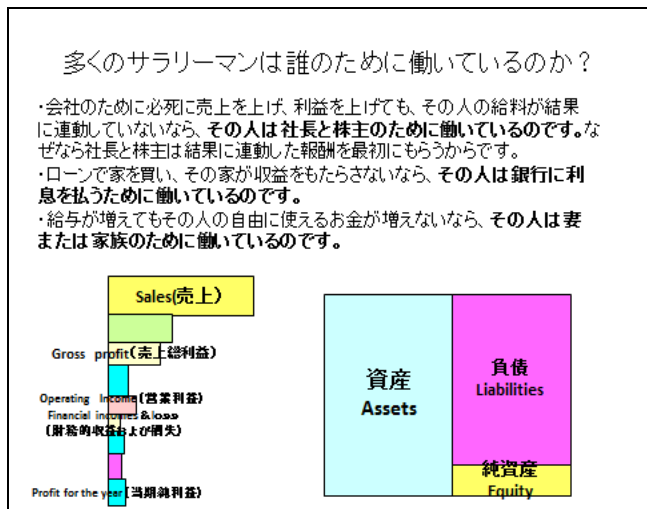 多くのサラリーマンは誰のために働いているのか？
・会社のために必死に売上を上げ、利益を上げても、その人の給料が結果
に連動していないなら、その人は社長と株主のために働いているのです。な
ぜなら社長と株主は結果に連動した報酬を最初にもらうからです。
・ローンで家を買い、その家が収益をもたらさないなら、その人は銀行に利
息を払うために働いているのです。
・給与が増えてもその人の自由に使えるお金が増えないなら、その人は妻
または家族のために働いているのです。
Sales(売上)
Gross profit(売上総利益)
Operating Income(営業利益)
Financial incomes & loss
(財務的収益および損失)
Profit for the year(当期純利益)
資産
Assets
負債
Liabilities
純資産
Equity